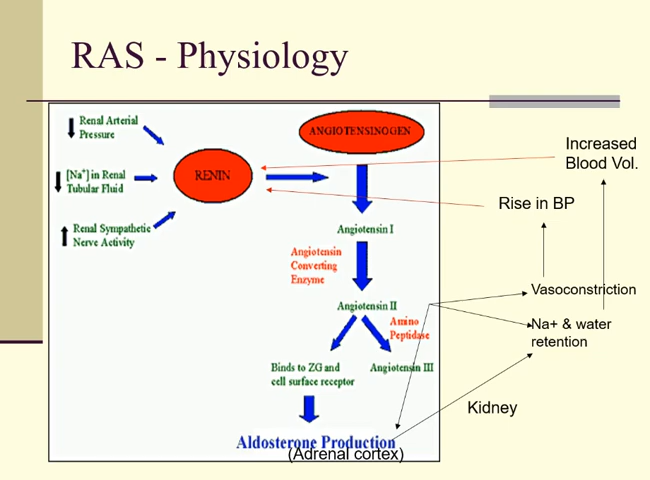 RAS - Physiology
Renal Arterial
Pressure
[Na+] in Renal
Tubular Fluid
Renal Sympathetic
Nerve Activity
RENIN
ANGIOTENSINOGEN
Angiotensin I
Angiotensin
Converting
Enzyme
Angiotensin II
Amino
Peptidase
Binds to ZG and
cell surface receptor
Angiotensin III
Aldosterone Production
(Adrenal cortex)
Increased
Blood Vol.
Rise in BP
Vasoconstriction
Na+ & water
retention
Kidney